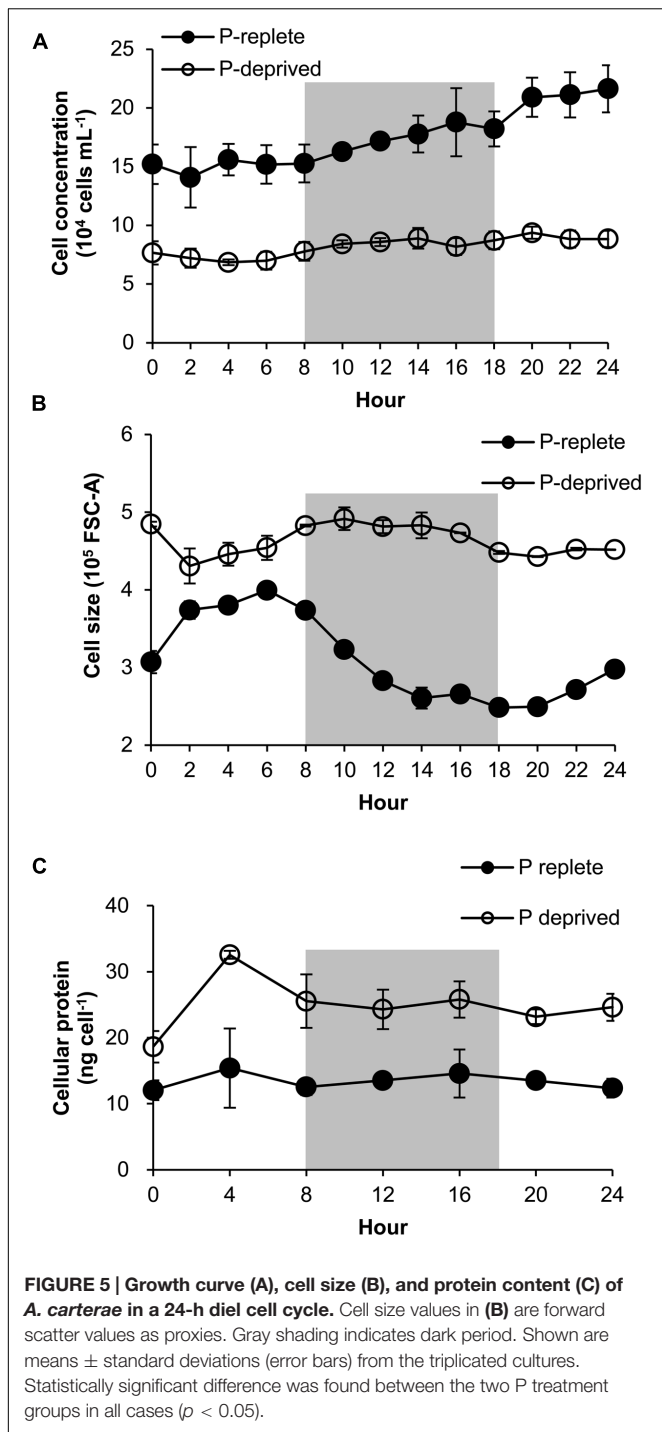 A
P-replete
P-deprived
25
20
15
10
5
0
Cell concentration
(10⁴ cells mL⁻¹)
0 2 4 6 8 10 12 14 16 18 20 22 24
Hour
B
P-replete
P-deprived
6
5
4
3
2
Cell size (10⁵ FSC-A)
0 2 4 6 8 10 12 14 16 18 20 22 24
Hour
C
P replete
P deprived
40
30
20
10
0
Cellular protein
(ng cell⁻¹)
0 4 8 12 16 20 24
Hour
FIGURE 5 | Growth curve (A), cell size (B), and protein content (C) of
A. carterae in a 24-h diel cell cycle. Cell size values in (B) are forward
scatter values as proxies. Gray shading indicates dark period. Shown are
means ± standard deviations (error bars) from the triplicated cultures.
Statistically significant difference was found between the two P treatment
groups in all cases (p < 0.05).